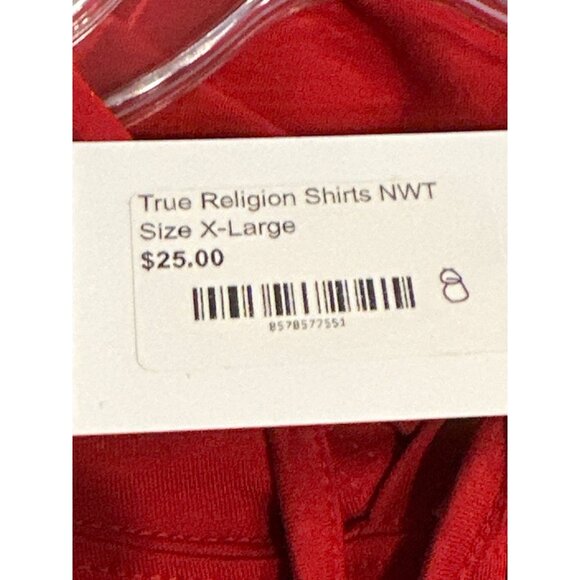 True Religion Shirts NWT
Size X-Large
$25.00
8
8578577551